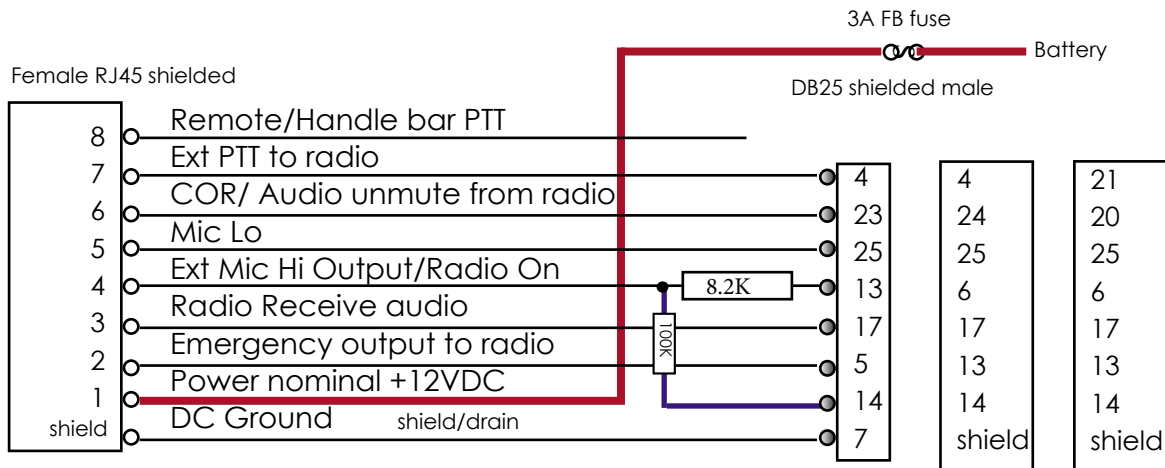 3A FB fuse
Battery
Female RJ45 shielded
DB25 shielded male
8 Remote/Handle bar PTT
7 Ext PTT to radio 4 4 21
6 COR/ Audio unmute from radio 23 24 20
5 Mic Lo 25 25 25
4 Ext Mic Hi Output/Radio On 8.2K 13 6 6
3 Radio Receive audio 100K 17 17 17
2 Emergency output to radio 5 13 13
1 Power nominal +12VDC 14 14 14
shield DC Ground shield/drain 7 shield shield